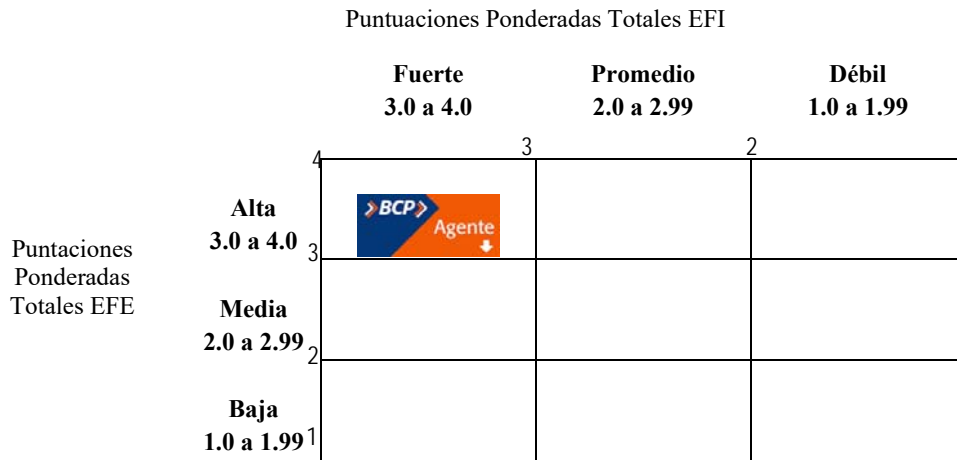 Puntuaciones Ponderadas Totales EFI
Fuerte
3.0 a 4.0
Promedio
2.0 a 2.99
Débil
1.0 a 1.99
4
3
2
Alta
3.0 a 4.0
3
>BCP>
Agente
Puntaciones
Ponderadas
Totales EFE
Media
2.0 a 2.99
2
Baja
1.0 a 1.99
1